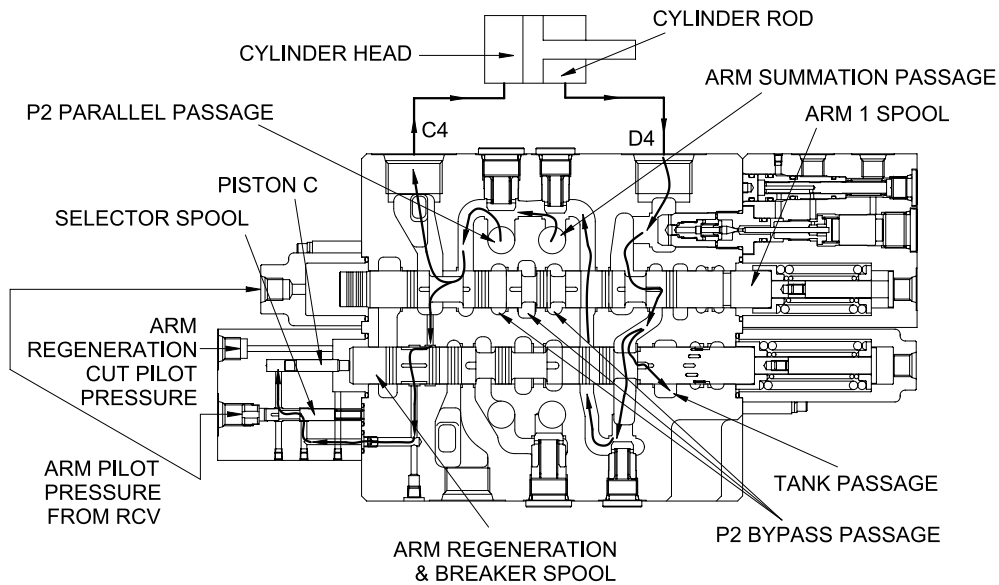 CYLINDER ROD
CYLINDER HEAD
ARM SUMMATION PASSAGE
P2 PARALLEL PASSAGE
ARM 1 SPOOL
C4
D4
PISTON C
SELECTOR SPOOL
ARM
REGENERATION
CUT PILOT
PRESSURE
ARM PILOT
PRESSURE
FROM RCV
TANK PASSAGE
P2 BYPASS PASSAGE
ARM REGENERATION
& BREAKER SPOOL